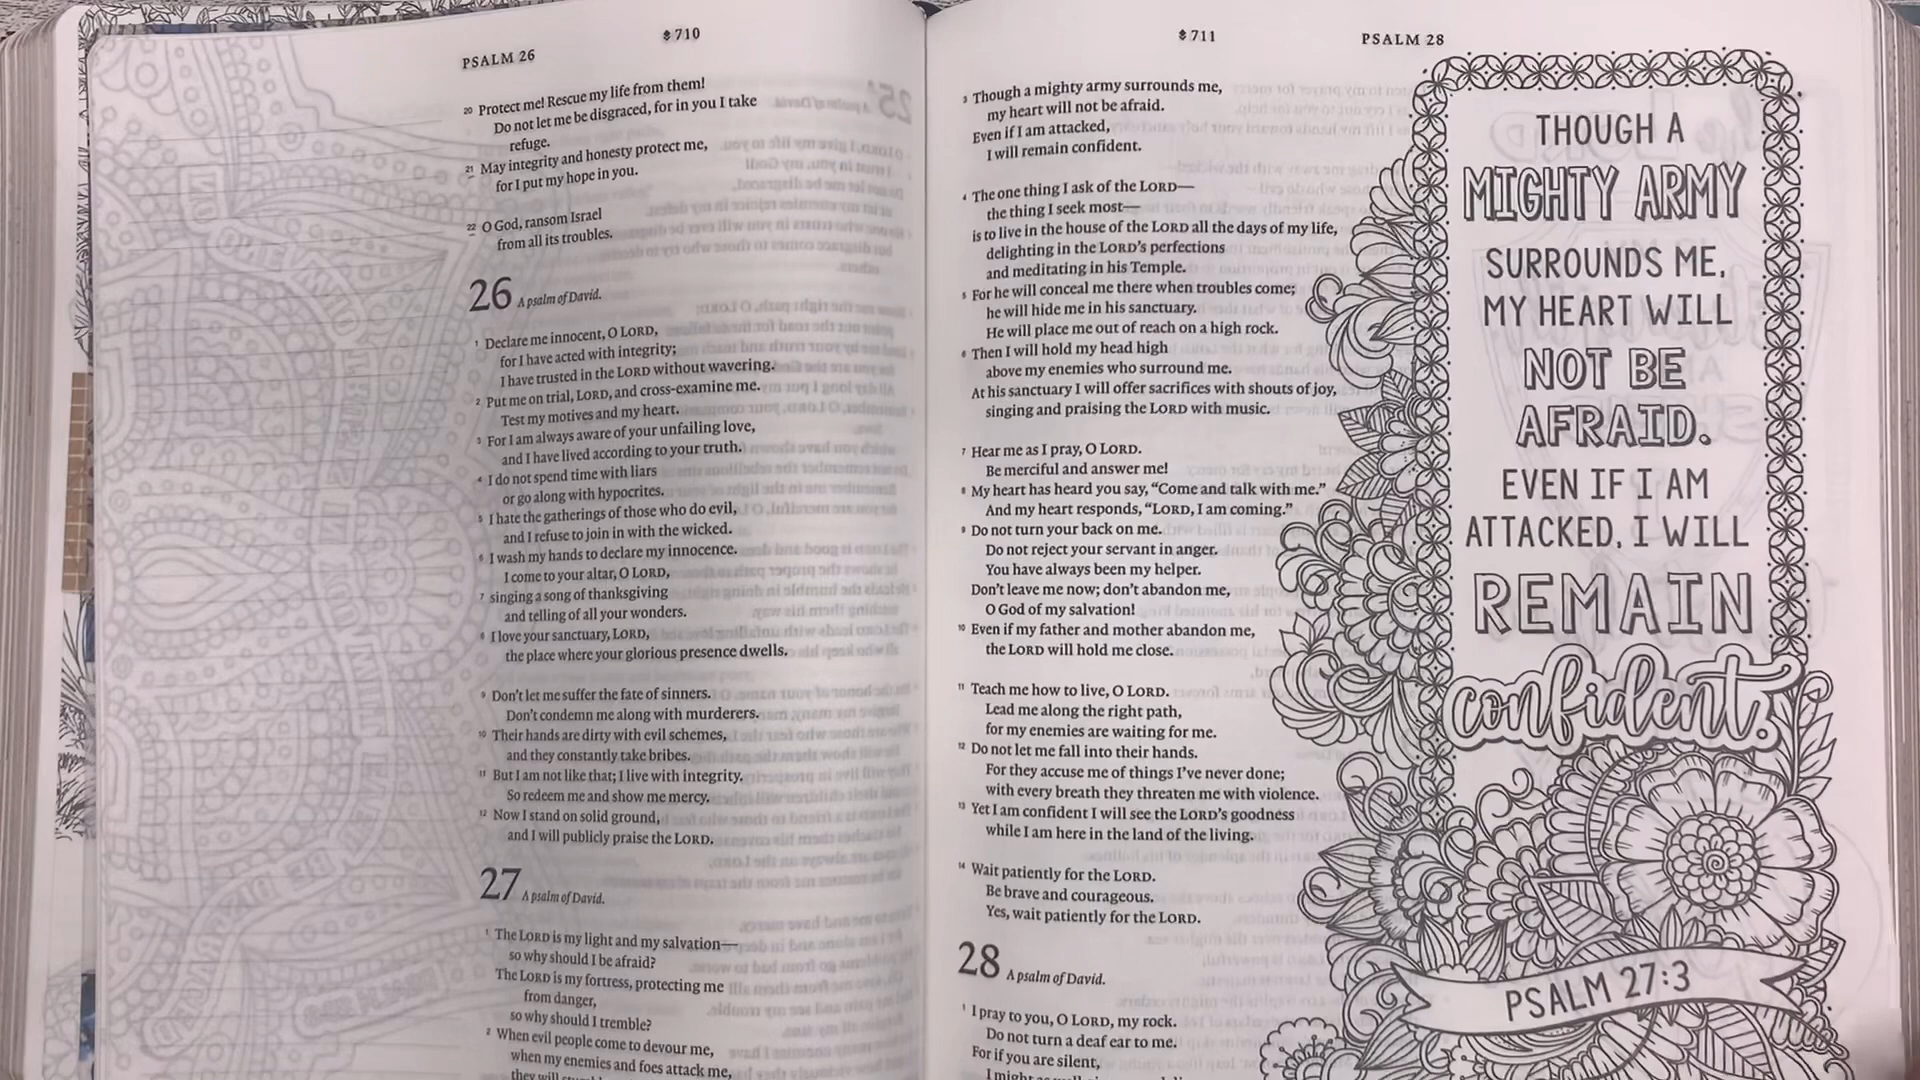 PSALM 26
710
20 Protect me! Rescue my life from them!
Do not let me be disgraced, for in you I take
refuge.
21 May integrity and honesty protect me,
for I put my hope in you.
22 O God, ransom Israel
from all its troubles.
26 A psalm of David.
1 Declare me innocent, O LORD,
for I have acted with integrity;
I have trusted in the LORD without wavering.
2 Put me on trial, LORD, and cross-examine me.
Test my motives and my heart.
3 For I am always aware of your unfailing love,
and I have lived according to your truth.
4 I do not spend time with liars
or go along with hypocrites.
5 I hate the gatherings of those who do evil,
and I refuse to join in with the wicked.
6 I wash my hands to declare my innocence.
I come to your altar, O LORD,
7 singing a song of thanksgiving
and telling of all your wonders.
8 I love your sanctuary, LORD,
the place where your glorious presence dwells.
9 Don't let me suffer the fate of sinners.
Don't condemn me along with murderers.
10 Their hands are dirty with evil schemes,
and they constantly take bribes.
11 But I am not like that; I live with integrity.
So redeem me and show me mercy.
12 Now I stand on solid ground,
and I will publicly praise the LORD.
27 A psalm of David.
1 The LORD is my light and my salvation—
so why should I be afraid?
The LORD is my fortress, protecting me
from danger,
so why should I tremble?
2 When evil people come to devour me,
when my enemies and foes attack me,
they will
711
PSALM 28
3 Though a mighty army surrounds me,
my heart will not be afraid.
Even if I am attacked,
I will remain confident.
4 The one thing I ask of the LORD—
the thing I seek most—
is to live in the house of the LORD all the days of my life,
delighting in the LORD's perfections
and meditating in his Temple.
5 For he will conceal me there when troubles come;
he will hide me in his sanctuary.
He will place me out of reach on a high rock.
6 Then I will hold my head high
above my enemies who surround me.
At his sanctuary I will offer sacrifices with shouts of joy,
singing and praising the LORD with music.
7 Hear me as I pray, O LORD.
Be merciful and answer me!
8 My heart has heard you say, “Come and talk with me.”
And my heart responds, “LORD, I am coming.”
9 Do not turn your back on me.
Do not reject your servant in anger.
You have always been my helper.
Don't leave me now; don't abandon me,
O God of my salvation!
10 Even if my father and mother abandon me,
the LORD will hold me close.
11 Teach me how to live, O LORD.
Lead me along the right path,
for my enemies are waiting for me.
12 Do not let me fall into their hands.
For they accuse me of things I've never done;
with every breath they threaten me with violence.
13 Yet I am confident I will see the LORD's goodness
while I am here in the land of the living.
14 Wait patiently for the LORD.
Be brave and courageous.
Yes, wait patiently for the LORD.
28 A psalm of David.
1 I pray to you, O LORD, my rock.
Do not turn a deaf ear to me.
For if you are silent,
I might
THOUGH A
MIGHTY ARMY
SURROUNDS ME,
MY HEART WILL
NOT BE
AFRAID.
EVEN IF I AM
ATTACKED, I WILL
REMAIN
confident.
PSALM 27:3